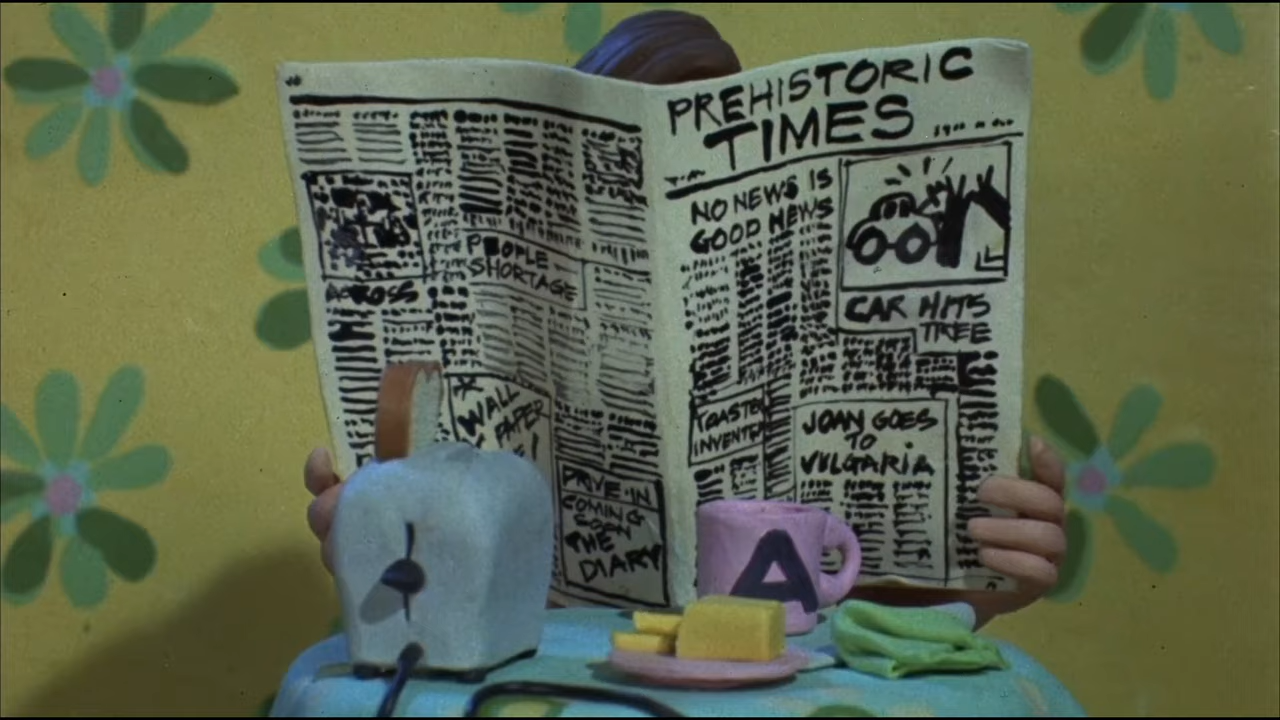 PEOPLE
SHORTAGE
WALL
PAPER
DRIVE-IN
COMING
SOON
THE
DIARY
PREHISTORIC
TIMES
NO NEWS IS
GOOD NEWS
CAR HITS
TREE
TOASTER
INVENTED
JOAN GOES
TO
VULGARIA
A